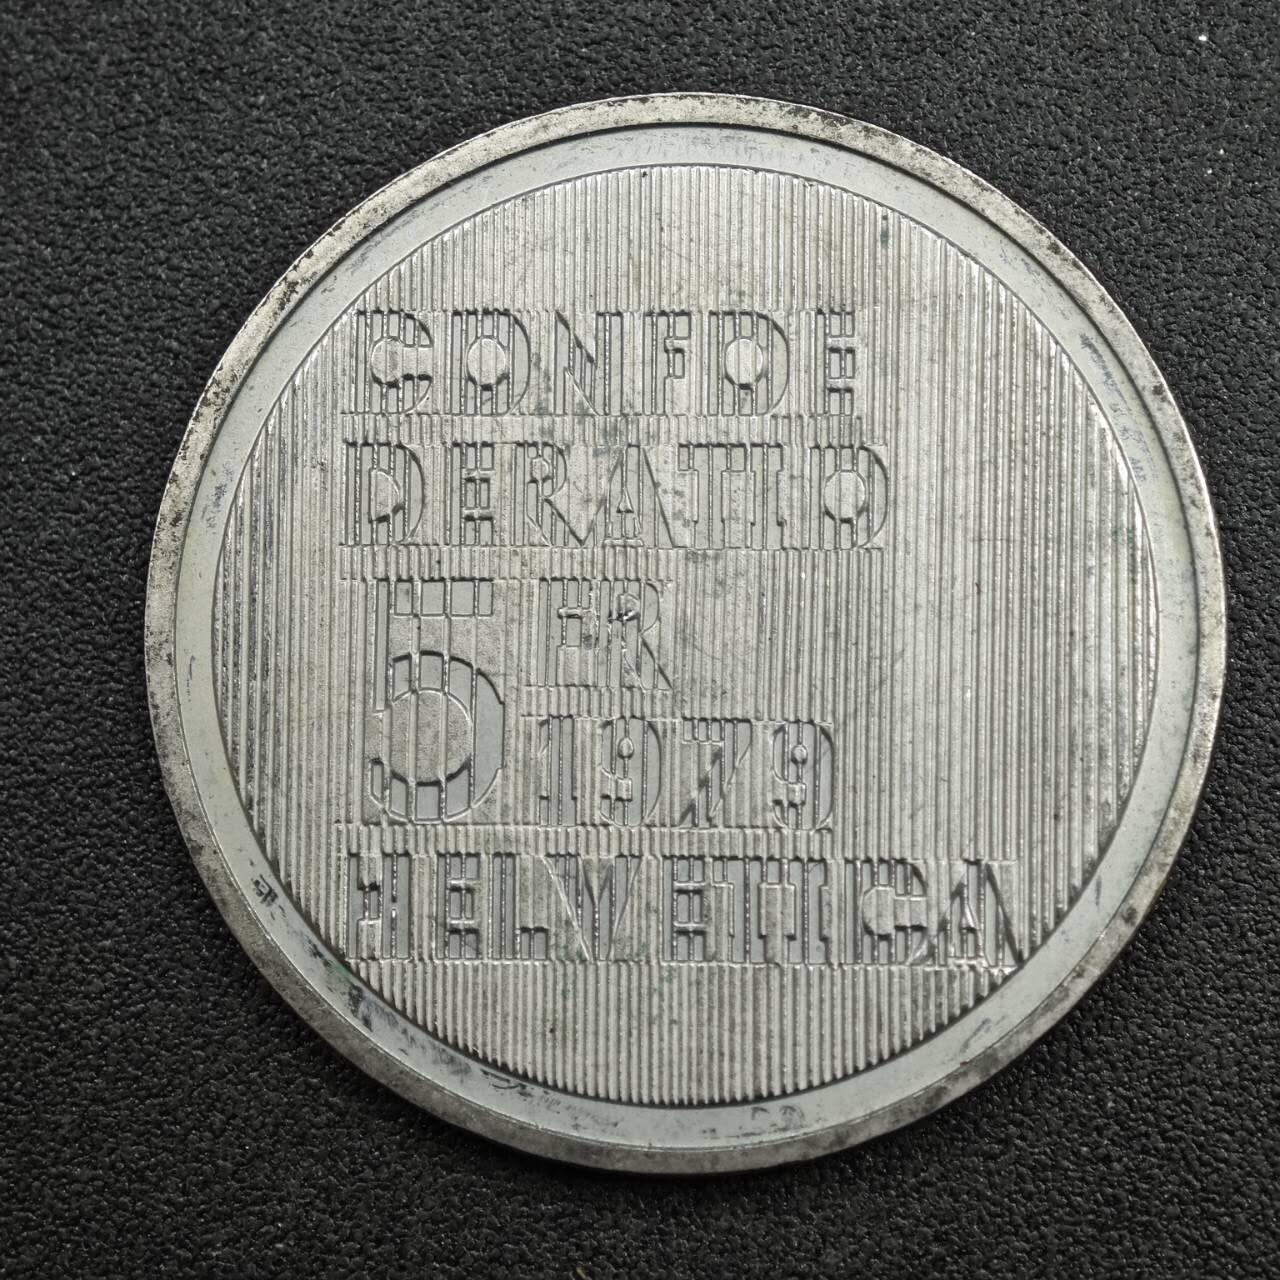 CONFOE
DERATIO
5 FR
1979
HELVETICA